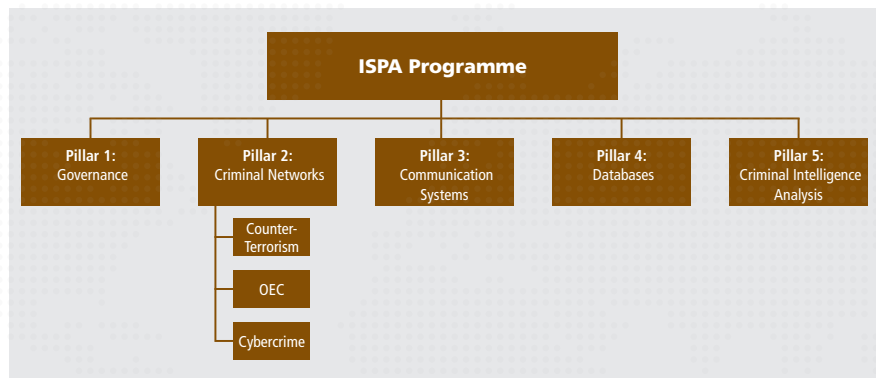 ISPA Programme
Pillar 1:
Governance
Pillar 2:
Criminal Networks
Counter-
Terrorism
OEC
Cybercrime
Pillar 3:
Communication
Systems
Pillar 4:
Databases
Pillar 5:
Criminal Intelligence
Analysis